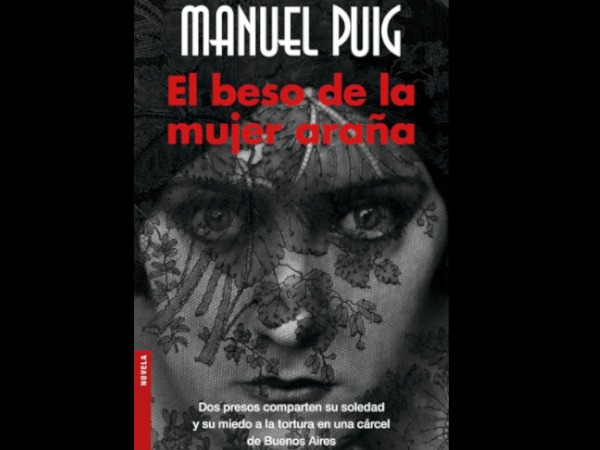 MANUEL PUIG
El beso de la
mujer araña
NOVELA
Dos presos comparten su soledad
y su miedo a la tortura en una cárcel
de Buenos Aires